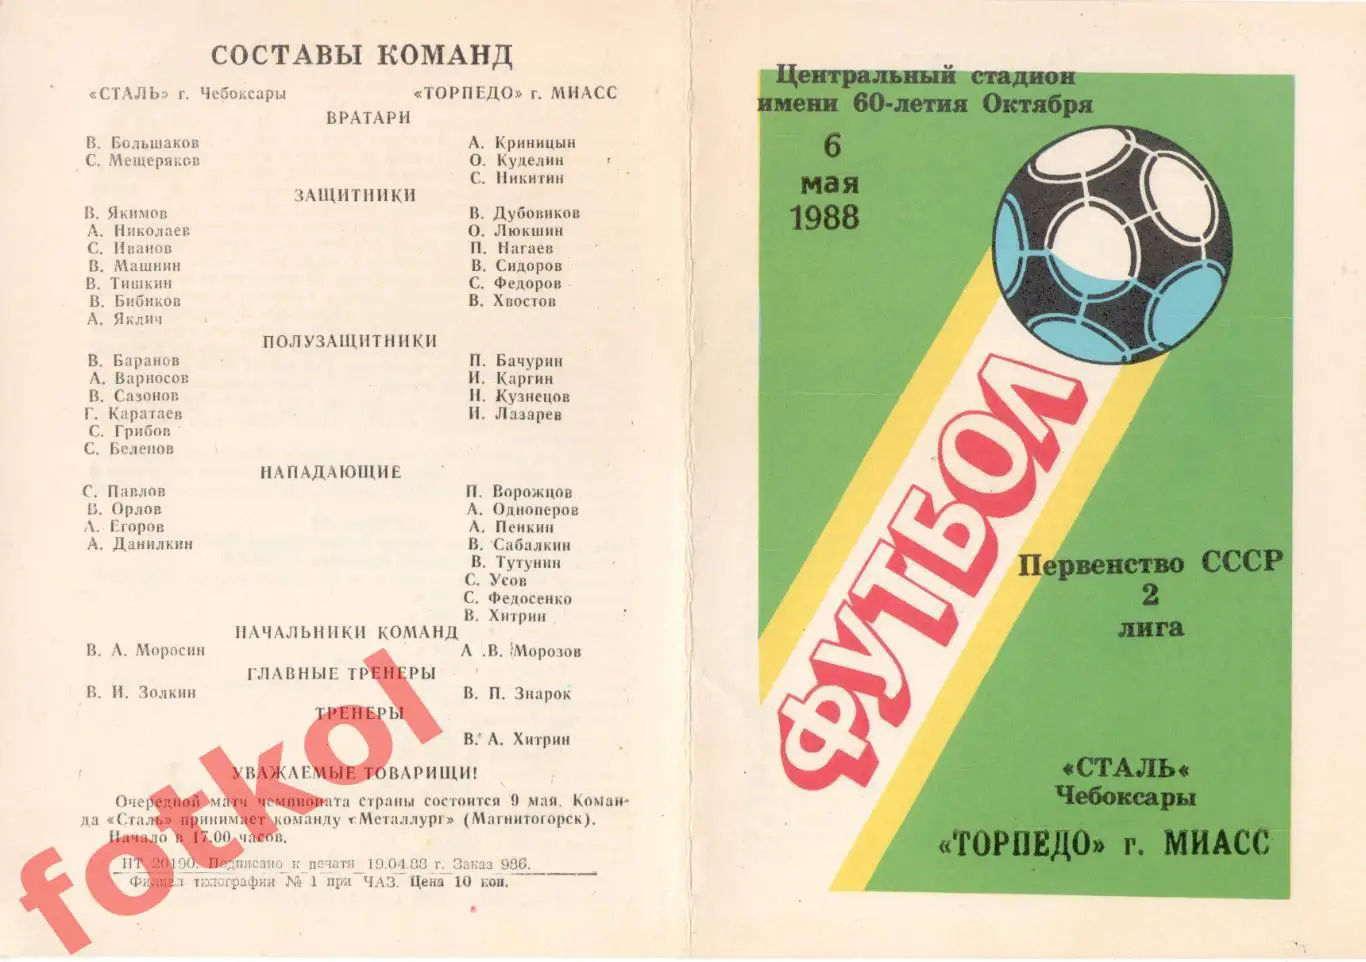 СОСТАВЫ КОМАНД
«СТАЛЬ» г. Чебоксары «ТОРПЕДО» г. МИАСС
ВРАТАРИ
В. Большаков А. Криницын
С. Мещеряков О. Куделин
С. Никитин
ЗАЩИТНИКИ
В. Якимов В. Дубовиков
А. Николаев О. Люкшин
С. Иванов П. Нагаев
В. Машнин В. Сидоров
В. Тишкин С. Федоров
В. Бибиков В. Хвостов
А. Яклич
ПОЛУЗАЩИТНИКИ
В. Баранов П. Бачурин
А. Варносов И. Каргин
В. Сазонов Н. Кузнецов
Г. Каратаев И. Лазарев
С. Грибов
С. Беленов
НАПАДАЮЩИЕ
С. Павлов П. Ворожцов
В. Орлов А. Одноперов
А. Егоров А. Пенкин
А. Данилкин В. Сабалкин
В. Тутунин
С. Усов
С. Федосенко
В. Хитрин
НАЧАЛЬНИКИ КОМАНД
В. А. Моросин А .В. Морозов
ГЛАВНЫЕ ТРЕНЕРЫ
В. И. Золкин В. П. Знарок
ТРЕНЕРЫ
В. А. Хитрин
УВАЖАЕМЫЕ ТОВАРИЩИ!
Очередной матч чемпионата страны состоится 9 мая. Коман-
да «Сталь» принимает команду «Металлург» (Магнитогорск).
Начало в 17.00 часов.
ПТ 20190. Подписано к печати 19.04.88 г. Заказ 986.
Филиал типографии № 1 при ЧАЗ. Цена 10 коп.
fotkol
Центральный стадион
имени 60-летия Октября
6
мая
1988
ФУТБОЛ
Первенство СССР
2
лига
«СТАЛЬ«
Чебоксары
«ТОРПЕДО» г. МИАСС